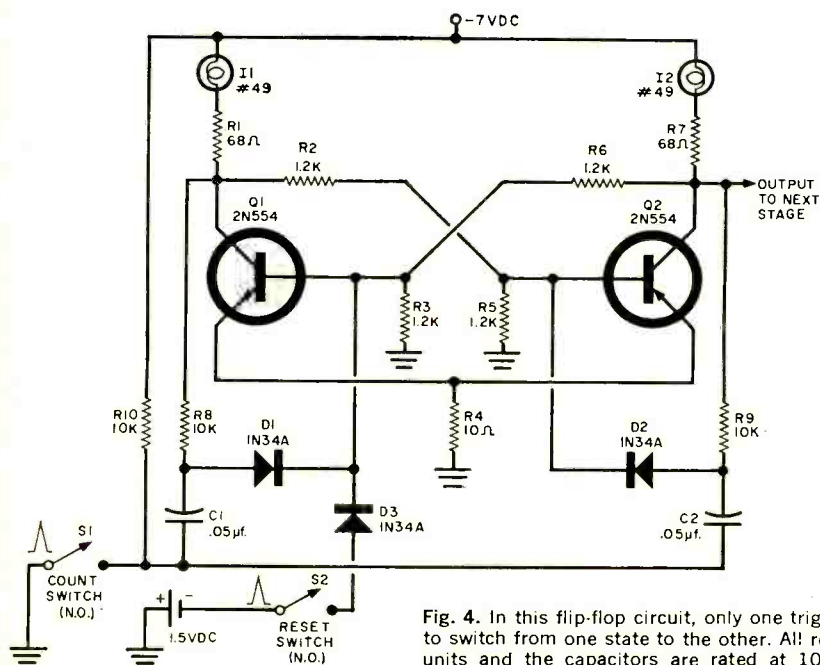 -7VDC
I1
#49
I2
#49
R1
68Ω
R7
68Ω
R2
1.2K
R6
1.2K
OUTPUT
TO NEXT
STAGE
Q1
2N554
Q2
2N554
R3
1.2K
R5
1.2K
R10
10K
R8
10K
R4
10Ω
R9
10K
D1
1N34A
D2
1N34A
C1
.05µf.
D3
1N34A
C2
.05µf.
S1
COUNT
SWITCH
(N.O.)
+
-
1.5VDC
S2
RESET
SWITCH
(N.O.)
Fig. 4. In this flip-flop circuit, only one trig
to switch from one state to the other. All re
units and the capacitors are rated at 10